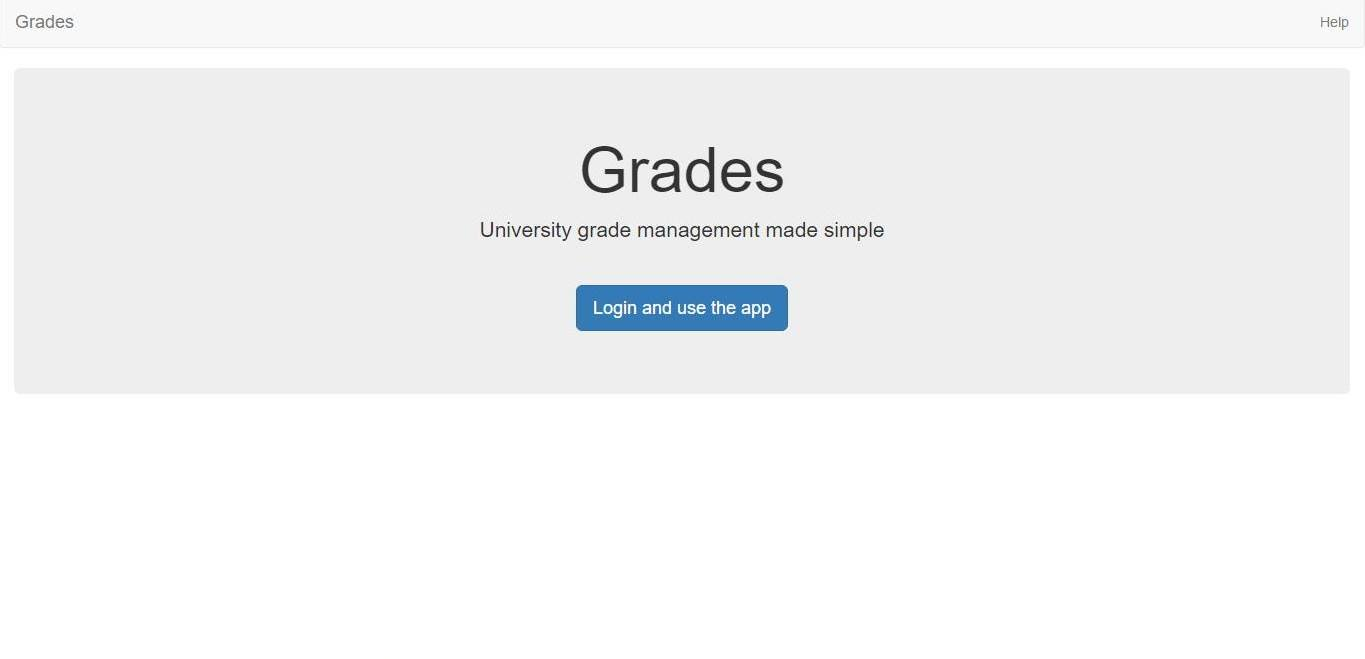 Grades
Help
Grades
University grade management made simple
Login and use the app